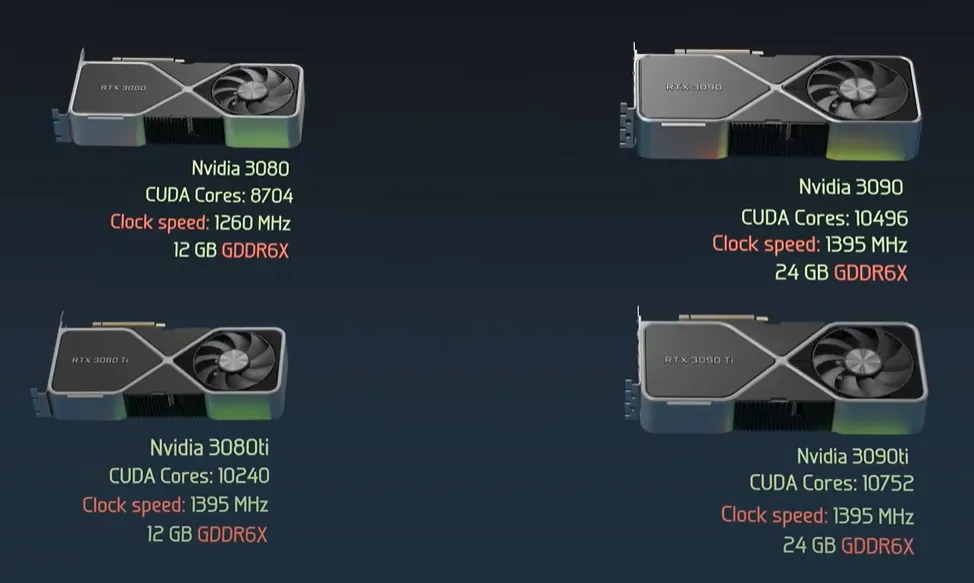 RTX 3080
Nvidia 3080
CUDA Cores: 8704
Clock speed: 1260 MHz
12 GB GDDR6X
RTX 3090
Nvidia 3090
CUDA Cores: 10496
Clock speed: 1395 MHz
24 GB GDDR6X
RTX 3080 Ti
Nvidia 3080ti
CUDA Cores: 10240
Clock speed: 1395 MHz
12 GB GDDR6X
RTX 3090 Ti
Nvidia 3090ti
CUDA Cores: 10752
Clock speed: 1395 MHz
24 GB GDDR6X